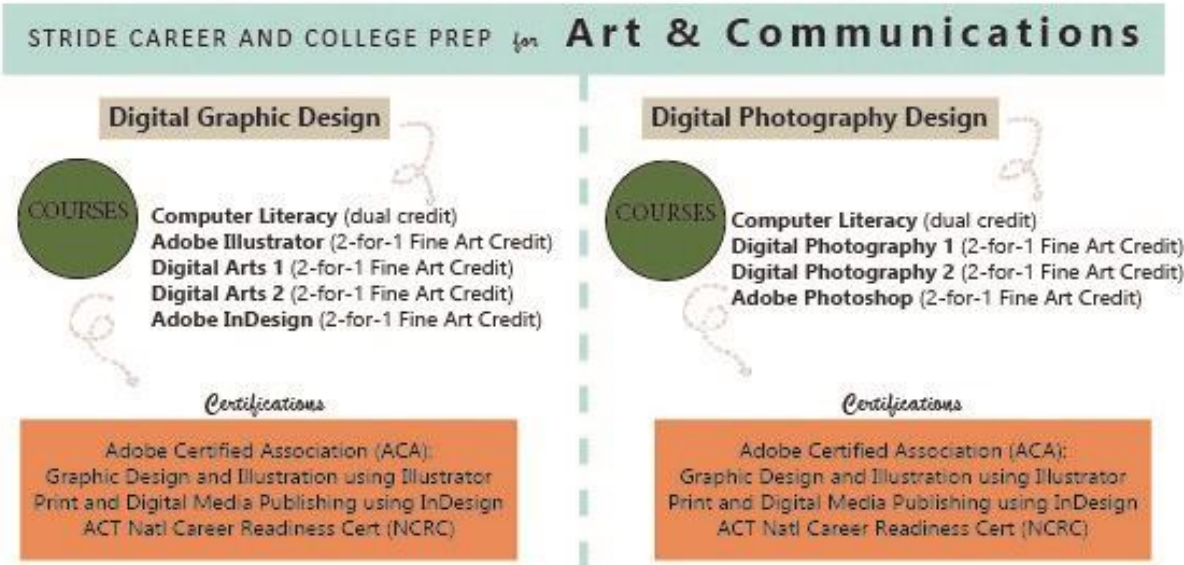 STRIDE CAREER AND COLLEGE PREP for Art & Communications
Digital Graphic Design
COURSES
Computer Literacy (dual credit)
Adobe Illustrator (2-for-1 Fine Art Credit)
Digital Arts 1 (2-for-1 Fine Art Credit)
Digital Arts 2 (2-for-1 Fine Art Credit)
Adobe InDesign (2-for-1 Fine Art Credit)
Certifications
Adobe Certified Association (ACA):
Graphic Design and Illustration using Illustrator
Print and Digital Media Publishing using InDesign
ACT Natl Career Readiness Cert (NCRC)
Digital Photography Design
COURSES
Computer Literacy (dual credit)
Digital Photography 1 (2-for-1 Fine Art Credit)
Digital Photography 2 (2-for-1 Fine Art Credit)
Adobe Photoshop (2-for-1 Fine Art Credit)
Certifications
Adobe Certified Association (ACA):
Graphic Design and Illustration using Illustrator
Print and Digital Media Publishing using InDesign
ACT Natl Career Readiness Cert (NCRC)